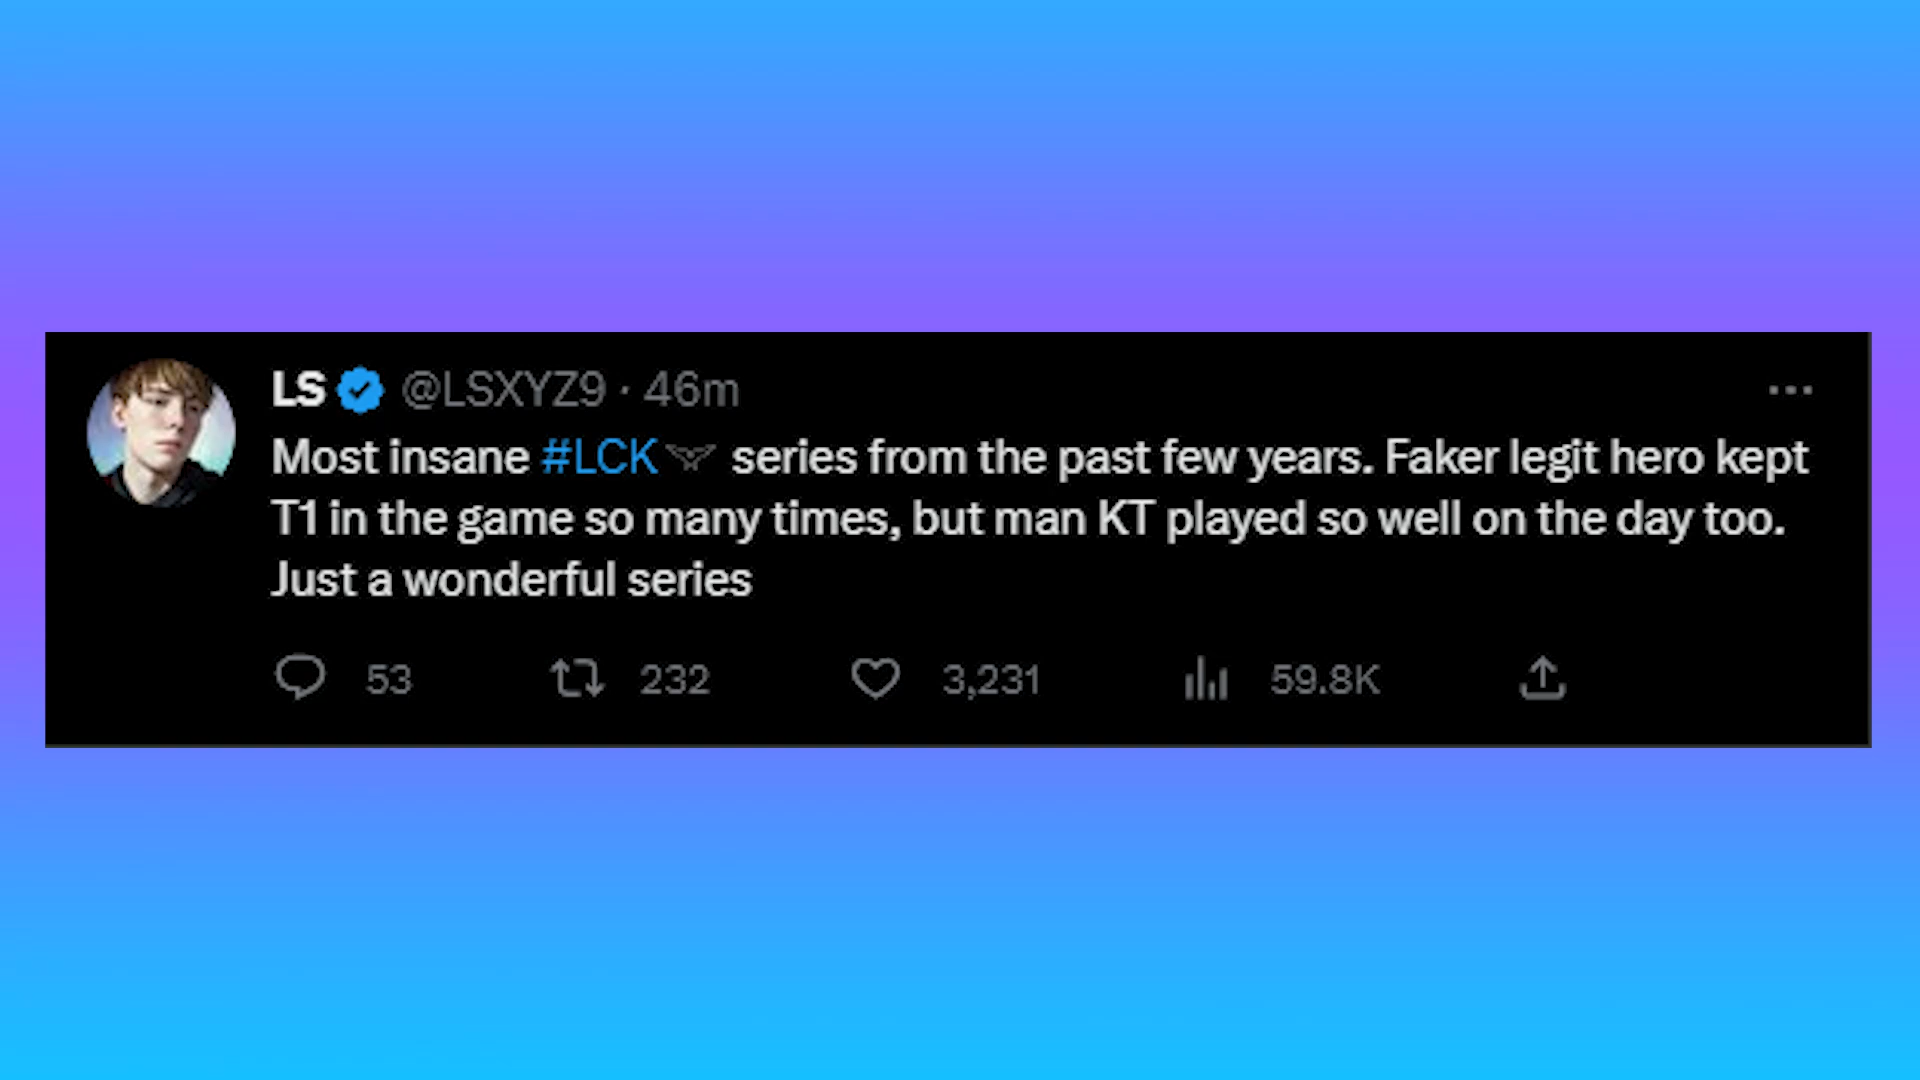 LS @LSXYZ9 · 46m
Most insane #LCK series from the past few years. Faker legit hero kept
T1 in the game so many times, but man KT played so well on the day too.
Just a wonderful series
53 232 3,231 59.8K